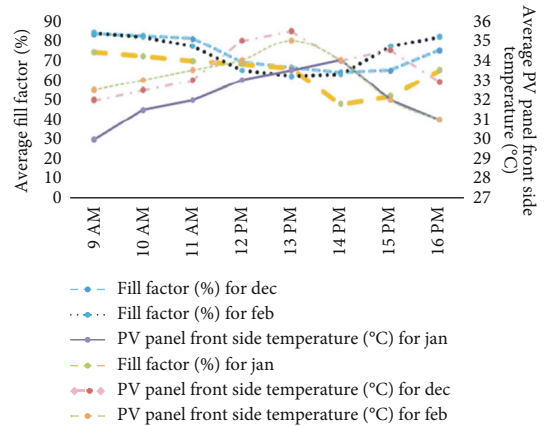 90
80
70
60
50
40
30
20
10
0
Average fill factor (%)
36
35
34
33
32
31
30
29
28
27
Average PV panel front side
temperature (°C)
9 AM
10 AM
11 AM
12 PM
13 PM
14 PM
15 PM
16 PM
Fill factor (%) for dec
Fill factor (%) for feb
PV panel front side temperature (°C) for jan
Fill factor (%) for jan
PV panel front side temperature (°C) for dec
PV panel front side temperature (°C) for feb